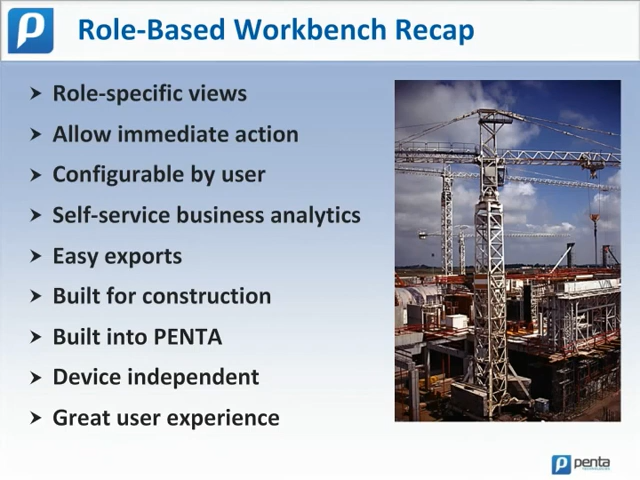 Role-Based Workbench Recap
Role-specific views
Allow immediate action
Configurable by user
Self-service business analytics
Easy exports
Built for construction
Built into PENTA
Device independent
Great user experience
penta
TECHNOLOGIES